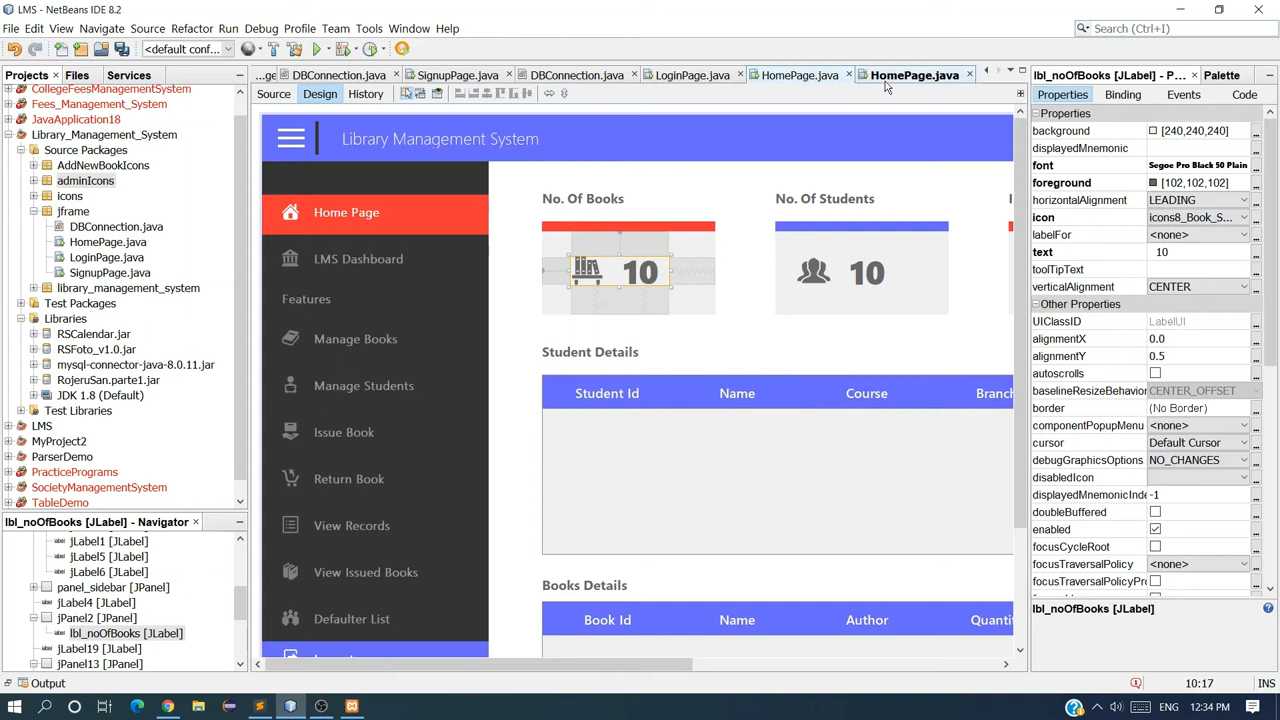 LMS - NetBeans IDE 8.2
File Edit View Navigate Source Refactor Run Debug Profile Team Tools Window Help
Search (Ctrl+I)
<default conf...
Projects Files Services
...ge DBConnection.java SignupPage.java DBConnection.java LoginPage.java HomePage.java HomePage.java
lbl_noOfBooks [JLabel] - P... Palette
Source Design History
Properties Binding Events Code
CollegeFeesManagementSystem
Fees_Management_System
JavaApplication18
Library_Management_System
Source Packages
AddNewBookIcons
adminIcons
icons
jframe
DBConnection.java
HomePage.java
LoginPage.java
SignupPage.java
library_management_system
Test Packages
Libraries
RSCalendar.jar
RSFoto_v1.0.jar
mysql-connector-java-8.0.11.jar
RojeruSan.parte1.jar
JDK 1.8 (Default)
Test Libraries
LMS
MyProject2
ParserDemo
PracticePrograms
SocietyManagementSystem
TableDemo
lbl_noOfBooks [JLabel] - Navigator
jLabel1 [JLabel]
jLabel5 [JLabel]
jLabel6 [JLabel]
panel_sidebar [JPanel]
jLabel4 [JLabel]
jPanel2 [JPanel]
lbl_noOfBooks [JLabel]
jLabel19 [JLabel]
jPanel13 [JPanel]
Output
Library Management System
Home Page
LMS Dashboard
Features
Manage Books
Manage Students
Issue Book
Return Book
View Records
View Issued Books
Defaulter List
No. Of Books
No. Of Students
10
10
Student Details
Student Id Name Course Branch
Books Details
Book Id Name Author Quantit
Properties
background [240,240,240] ...
displayedMnemonic ...
font Segoe Pro Black 50 Plain ...
foreground [102,102,102] ...
horizontalAlignment LEADING ...
icon icons8_Book_S... ...
labelFor <none> ...
text 10 ...
toolTipText ...
verticalAlignment CENTER ...
Other Properties
UIClassID LabelUI ...
alignmentX 0.0 ...
alignmentY 0.5 ...
autoscrolls ...
baselineResizeBehavior CENTER_OFFSET ...
border (No Border) ...
componentPopupMenu <none> ...
cursor Default Cursor ...
debugGraphicsOptions NO_CHANGES ...
disabledIcon ...
displayedMnemonicInde -1 ...
doubleBuffered ...
enabled ...
focusCycleRoot ...
focusTraversalPolicy <none> ...
focusTraversalPolicyPro ...
lbl_noOfBooks [JLabel]
10:17 INS
ENG 12:34 PM